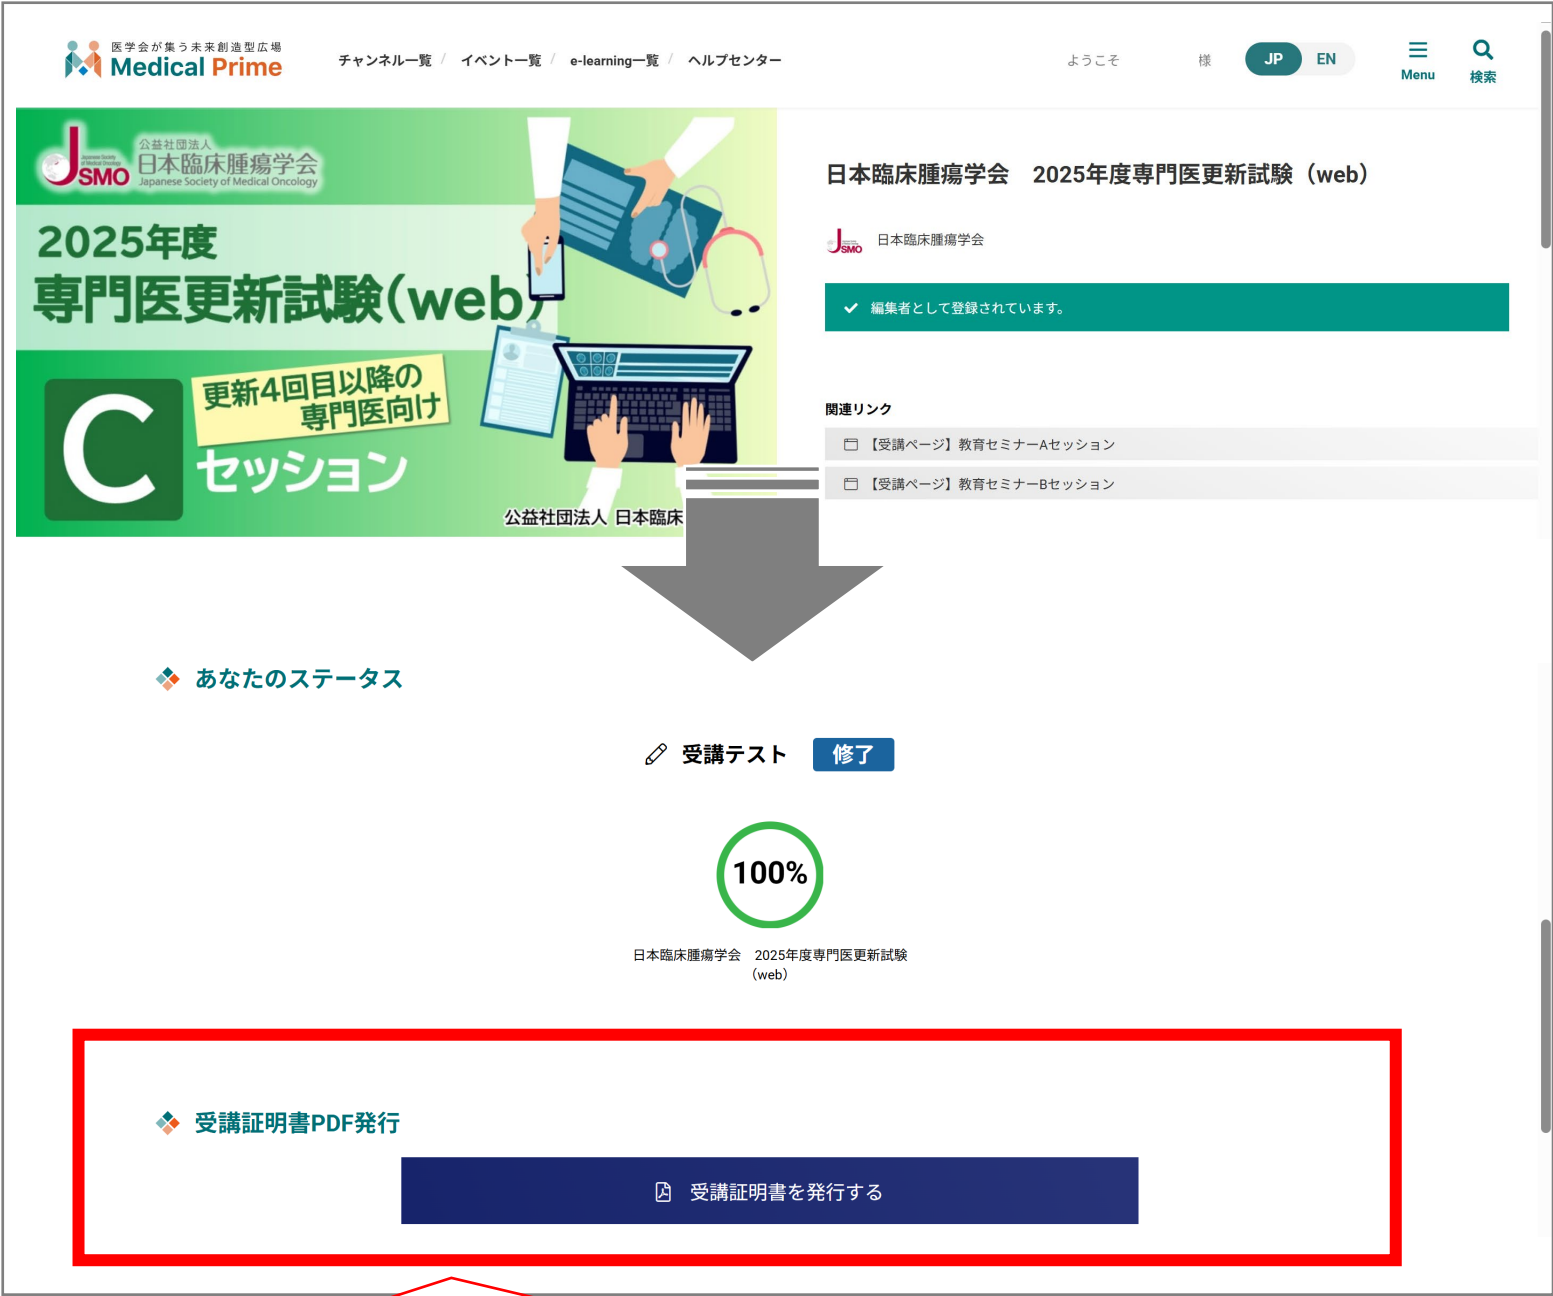 医学会が集う未来創造型広場
Medical Prime
チャンネル一覧 / イベント一覧 / e-learning一覧 / ヘルプセンター
ようこそ 様
JP EN
Menu
検索
公益社団法人
日本臨床腫瘍学会
Japanese Society of Medical Oncology
JSMO
2025年度
専門医更新試験(web)
C
更新4回目以降の
専門医向け
セッション
公益社団法人 日本臨床
日本臨床腫瘍学会 2025年度専門医更新試験（web）
JSMO
日本臨床腫瘍学会
編集者として登録されています。
関連リンク
【受講ページ】教育セミナーAセッション
【受講ページ】教育セミナーBセッション
あなたのステータス
受講テスト 修了
100%
日本臨床腫瘍学会 2025年度専門医更新試験
（web）
受講証明書PDF発行
受講証明書を発行する